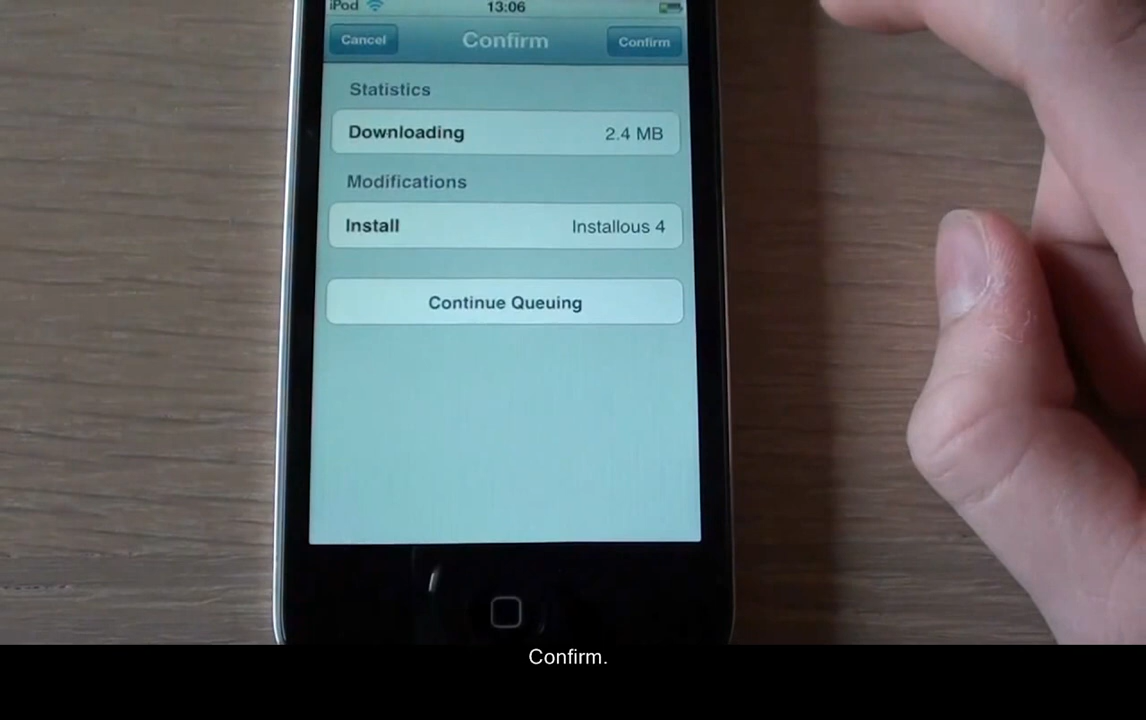 iPod 13:06
Cancel Confirm Confirm
Statistics
Downloading 2.4 MB
Modifications
Install Installous 4
Continue Queuing
Confirm.